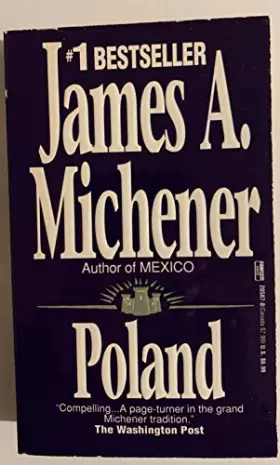 #1 BESTSELLER
James A.
Michener
Author of MEXICO
Poland
"Compelling...A page-turner in the grand
Michener tradition."
The Washington Post
FAWCETT